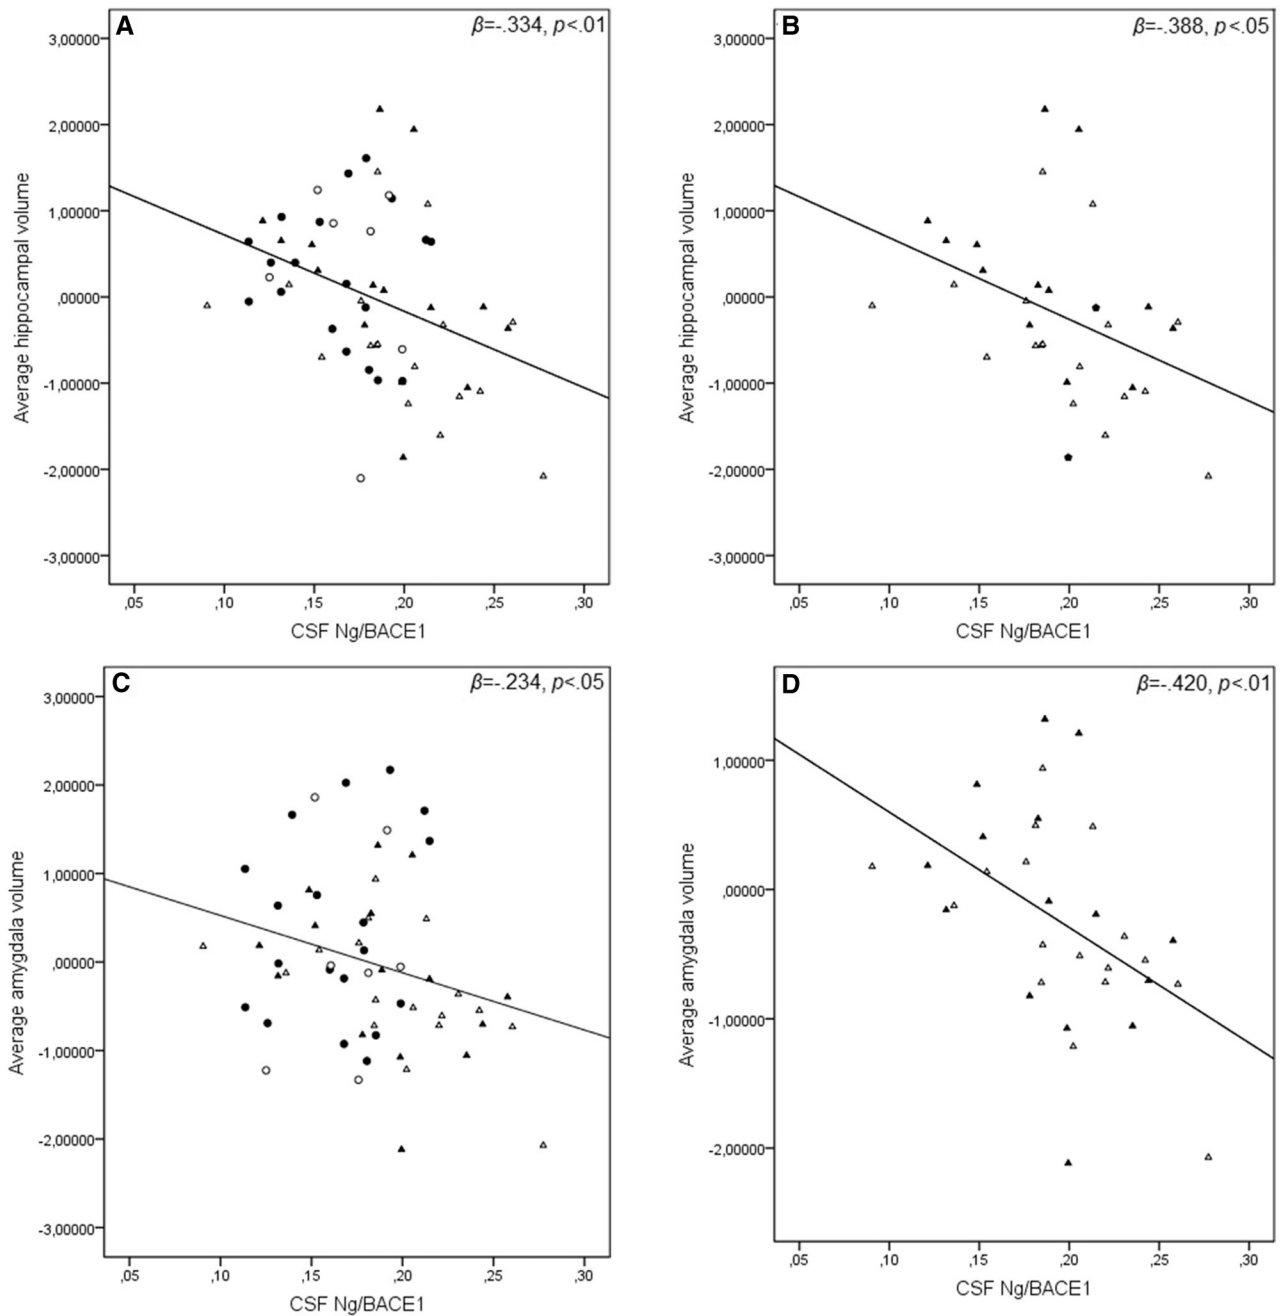 A
β=-.334, p<.01
3,00000
2,00000
1,00000
,00000
-1,00000
-2,00000
-3,00000
Average hippocampal volume
,05 ,10 ,15 ,20 ,25 ,30
CSF Ng/BACE1
B
β=-.388, p<.05
3,00000
2,00000
1,00000
,00000
-1,00000
-2,00000
-3,00000
Average hippocampal volume
,05 ,10 ,15 ,20 ,25 ,30
CSF Ng/BACE1
C
β=-.234, p<.05
3,00000
2,00000
1,00000
,00000
-1,00000
-2,00000
-3,00000
Average amygdala volume
,05 ,10 ,15 ,20 ,25 ,30
CSF Ng/BACE1
D
β=-.420, p<.01
1,00000
,00000
-1,00000
-2,00000
Average amygdala volume
,05 ,10 ,15 ,20 ,25 ,30
CSF Ng/BACE1